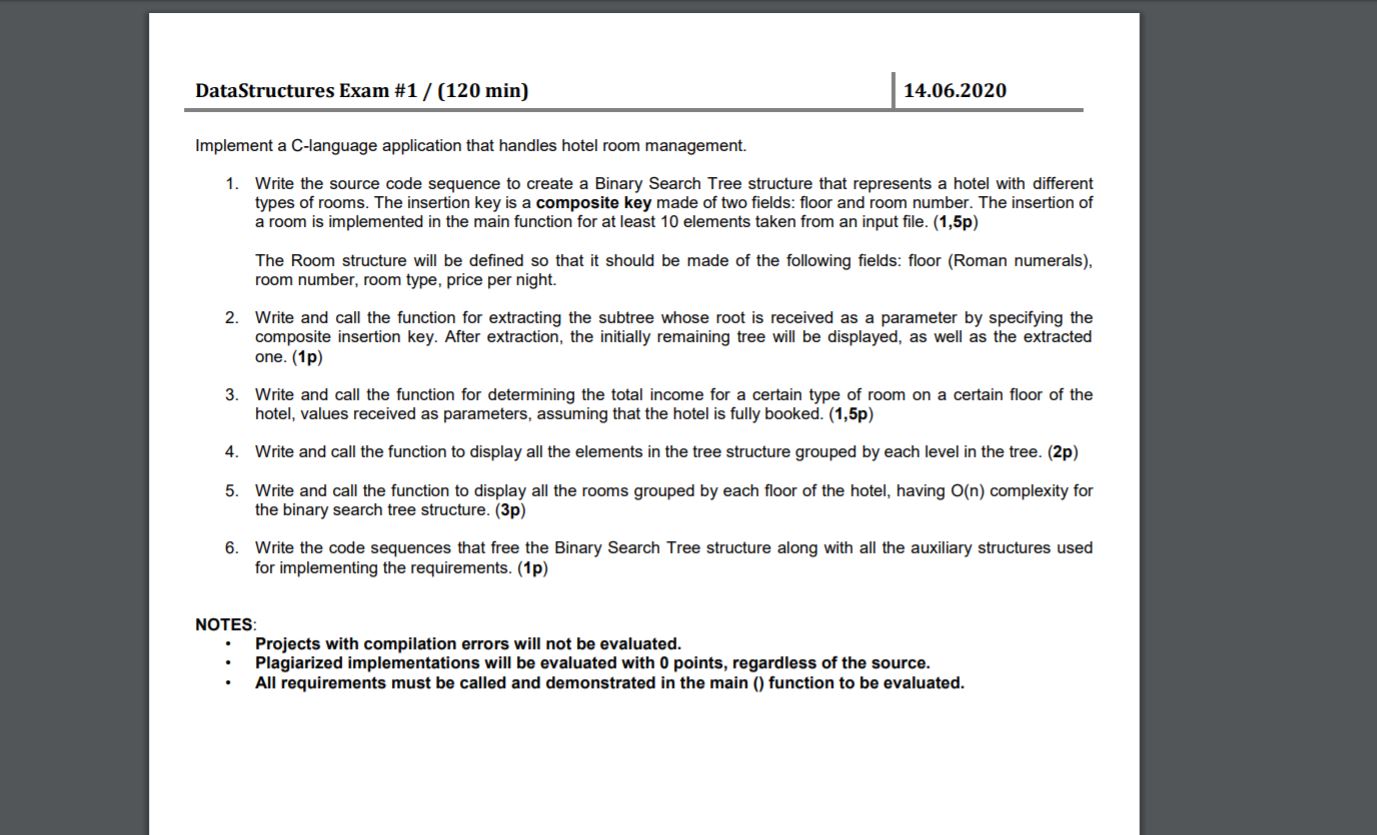 DataStructures Exam #1 / (120 min) 14.06.2020
Implement a C-language application that handles hotel room management.
1. Write the source code sequence to create a Binary Search Tree structure that represents a hotel with different
types of rooms. The insertion key is a composite key made of two fields: floor and room number. The insertion of
a room is implemented in the main function for at least 10 elements taken from an input file. (1,5p)
The Room structure will be defined so that it should be made of the following fields: floor (Roman numerals),
room number, room type, price per night.
2. Write and call the function for extracting the subtree whose root is received as a parameter by specifying the
composite insertion key. After extraction, the initially remaining tree will be displayed, as well as the extracted
one. (1p)
3. Write and call the function for determining the total income for a certain type of room on a certain floor of the
hotel, values received as parameters, assuming that the hotel is fully booked. (1,5p)
4. Write and call the function to display all the elements in the tree structure grouped by each level in the tree. (2p)
5. Write and call the function to display all the rooms grouped by each floor of the hotel, having O(n) complexity for
the binary search tree structure. (3p)
6. Write the code sequences that free the Binary Search Tree structure along with all the auxiliary structures used
for implementing the requirements. (1p)
NOTES:
• Projects with compilation errors will not be evaluated.
• Plagiarized implementations will be evaluated with 0 points, regardless of the source.
• All requirements must be called and demonstrated in the main () function to be evaluated.